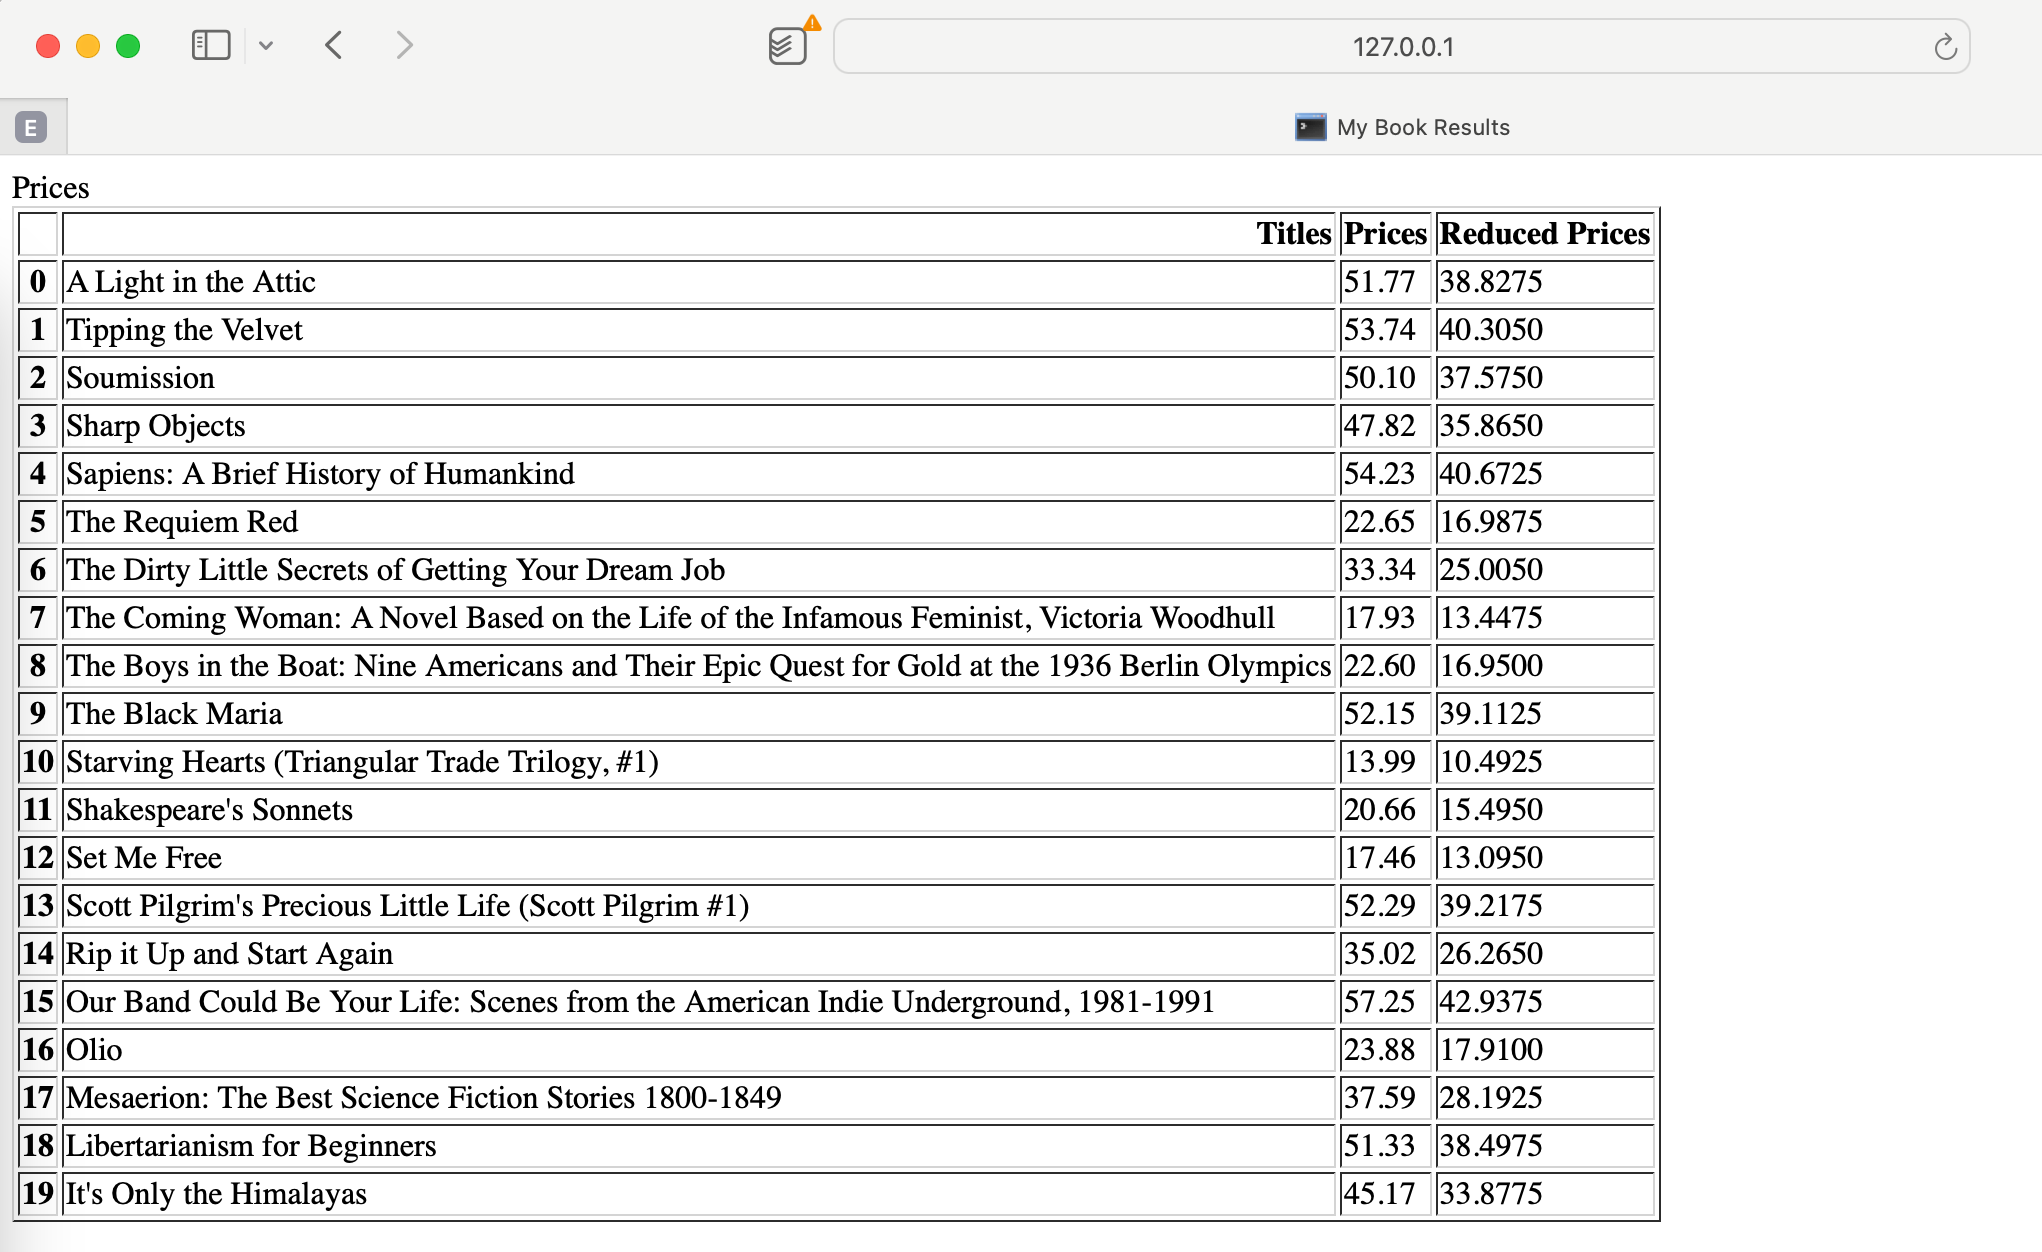 127.0.0.1
E
My Book Results
Prices
Titles Prices Reduced Prices
0 A Light in the Attic 51.77 38.8275
1 Tipping the Velvet 53.74 40.3050
2 Soumission 50.10 37.5750
3 Sharp Objects 47.82 35.8650
4 Sapiens: A Brief History of Humankind 54.23 40.6725
5 The Requiem Red 22.65 16.9875
6 The Dirty Little Secrets of Getting Your Dream Job 33.34 25.0050
7 The Coming Woman: A Novel Based on the Life of the Infamous Feminist, Victoria Woodhull 17.93 13.4475
8 The Boys in the Boat: Nine Americans and Their Epic Quest for Gold at the 1936 Berlin Olympics 22.60 16.9500
9 The Black Maria 52.15 39.1125
10 Starving Hearts (Triangular Trade Trilogy, #1) 13.99 10.4925
11 Shakespeare's Sonnets 20.66 15.4950
12 Set Me Free 17.46 13.0950
13 Scott Pilgrim's Precious Little Life (Scott Pilgrim #1) 52.29 39.2175
14 Rip it Up and Start Again 35.02 26.2650
15 Our Band Could Be Your Life: Scenes from the American Indie Underground, 1981-1991 57.25 42.9375
16 Olio 23.88 17.9100
17 Mesaerion: The Best Science Fiction Stories 1800-1849 37.59 28.1925
18 Libertarianism for Beginners 51.33 38.4975
19 It's Only the Himalayas 45.17 33.8775